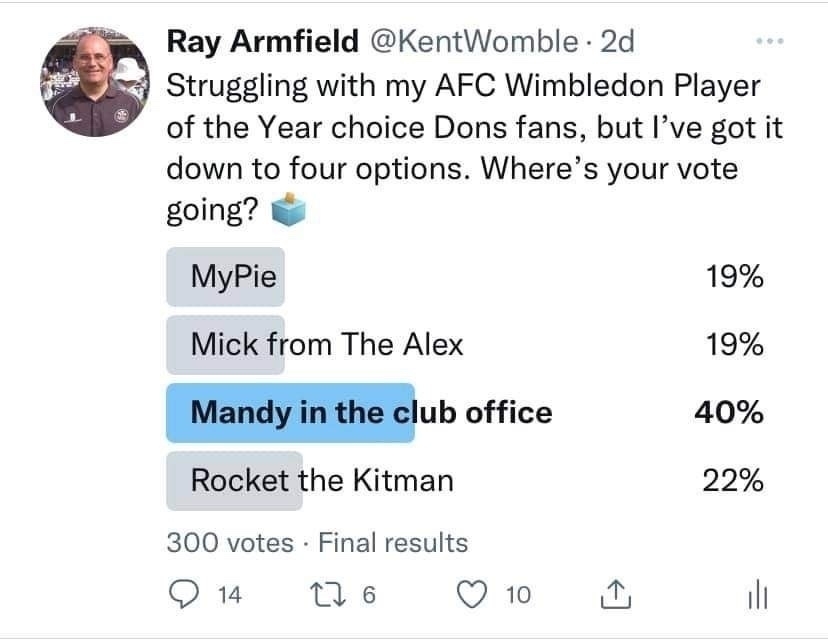 Ray Armfield @KentWomble · 2d
Struggling with my AFC Wimbledon Player
of the Year choice Dons fans, but I’ve got it
down to four options. Where’s your vote
going?
MyPie 19%
Mick from The Alex 19%
Mandy in the club office 40%
Rocket the Kitman 22%
300 votes · Final results
14 6 10